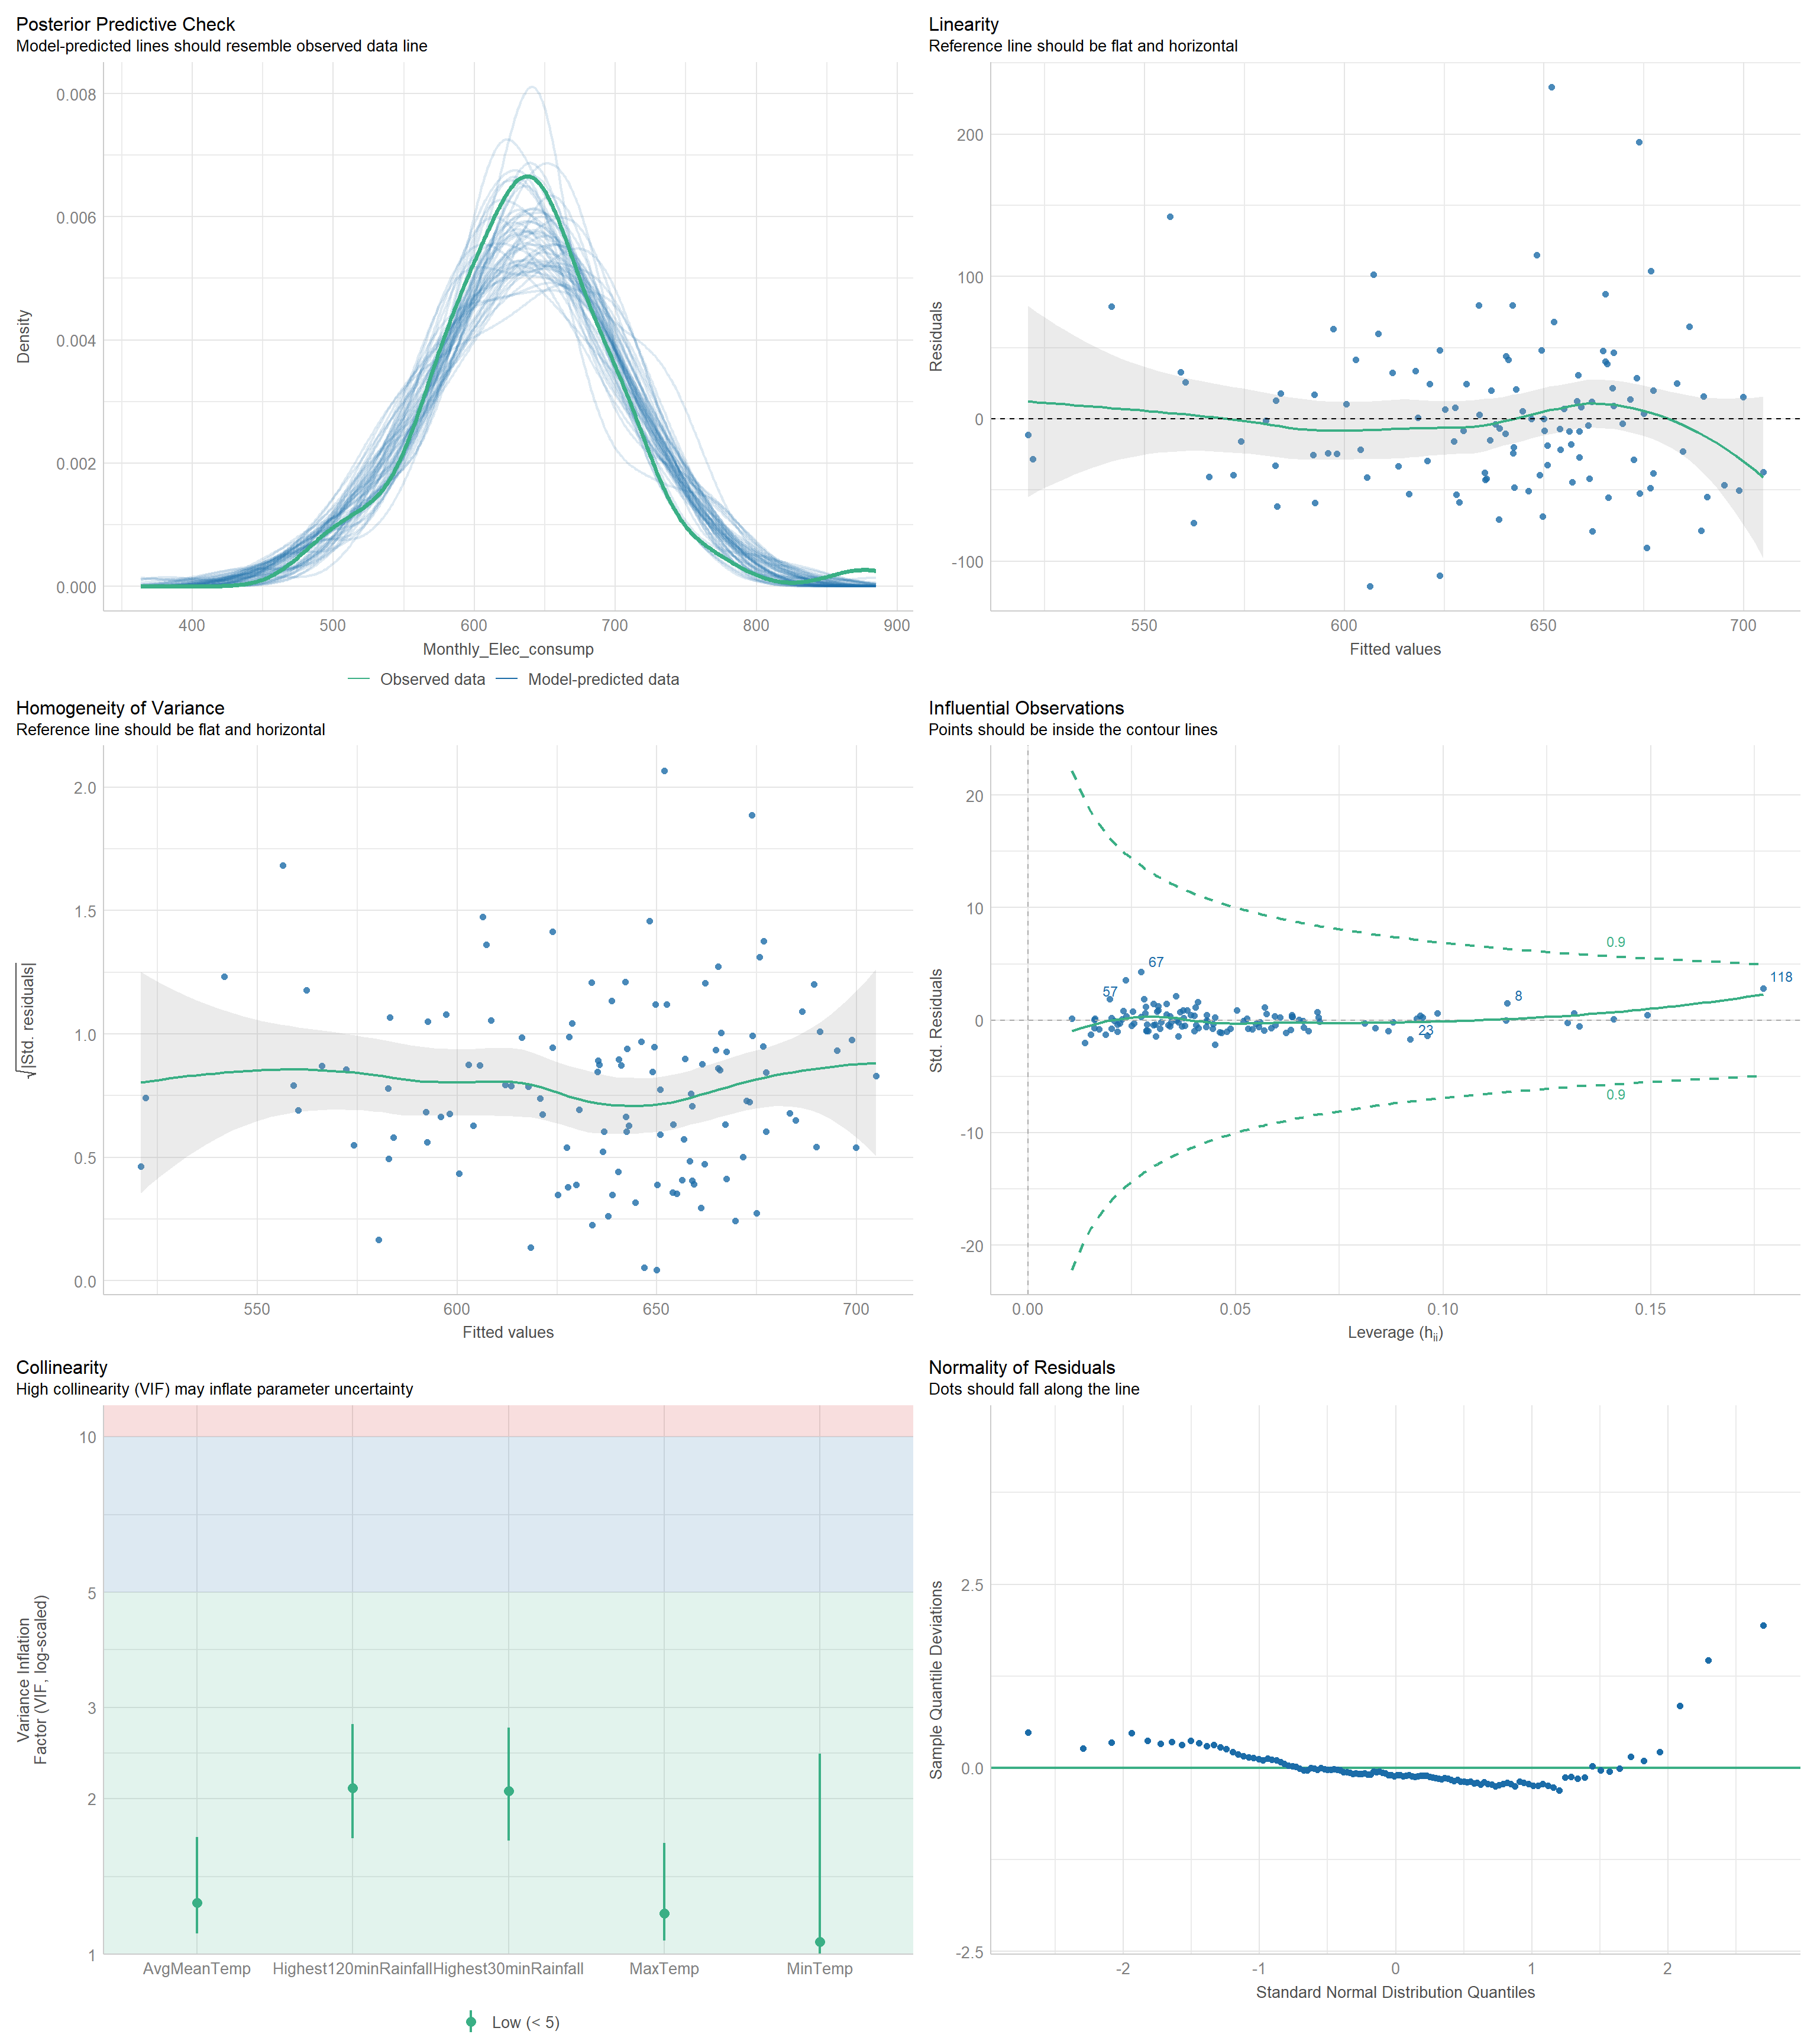 Posterior Predictive Check
Model-predicted lines should resemble observed data line
0.008
0.006
0.004
0.002
0.000
Density
400 500 600 700 800 900
Monthly_Elec_consump
Observed data Model-predicted data
Linearity
Reference line should be flat and horizontal
200
100
0
-100
Residuals
550 600 650 700
Fitted values
Homogeneity of Variance
Reference line should be flat and horizontal
2.0
1.5
1.0
0.5
0.0
√|Std. residuals|
550 600 650 700
Fitted values
Influential Observations
Points should be inside the contour lines
20
10
0
-10
-20
Std. Residuals
0.9
67
118
57
8
23
0.9
0.00 0.05 0.10 0.15
Leverage (hii)
Collinearity
High collinearity (VIF) may inflate parameter uncertainty
10
5
3
2
1
Variance Inflation
Factor (VIF, log-scaled)
AvgMeanTemp Highest120minRainfall Highest30minRainfall MaxTemp MinTemp
Low (< 5)
Normality of Residuals
Dots should fall along the line
2.5
0.0
-2.5
Sample Quantile Deviations
-2 -1 0 1 2
Standard Normal Distribution Quantiles